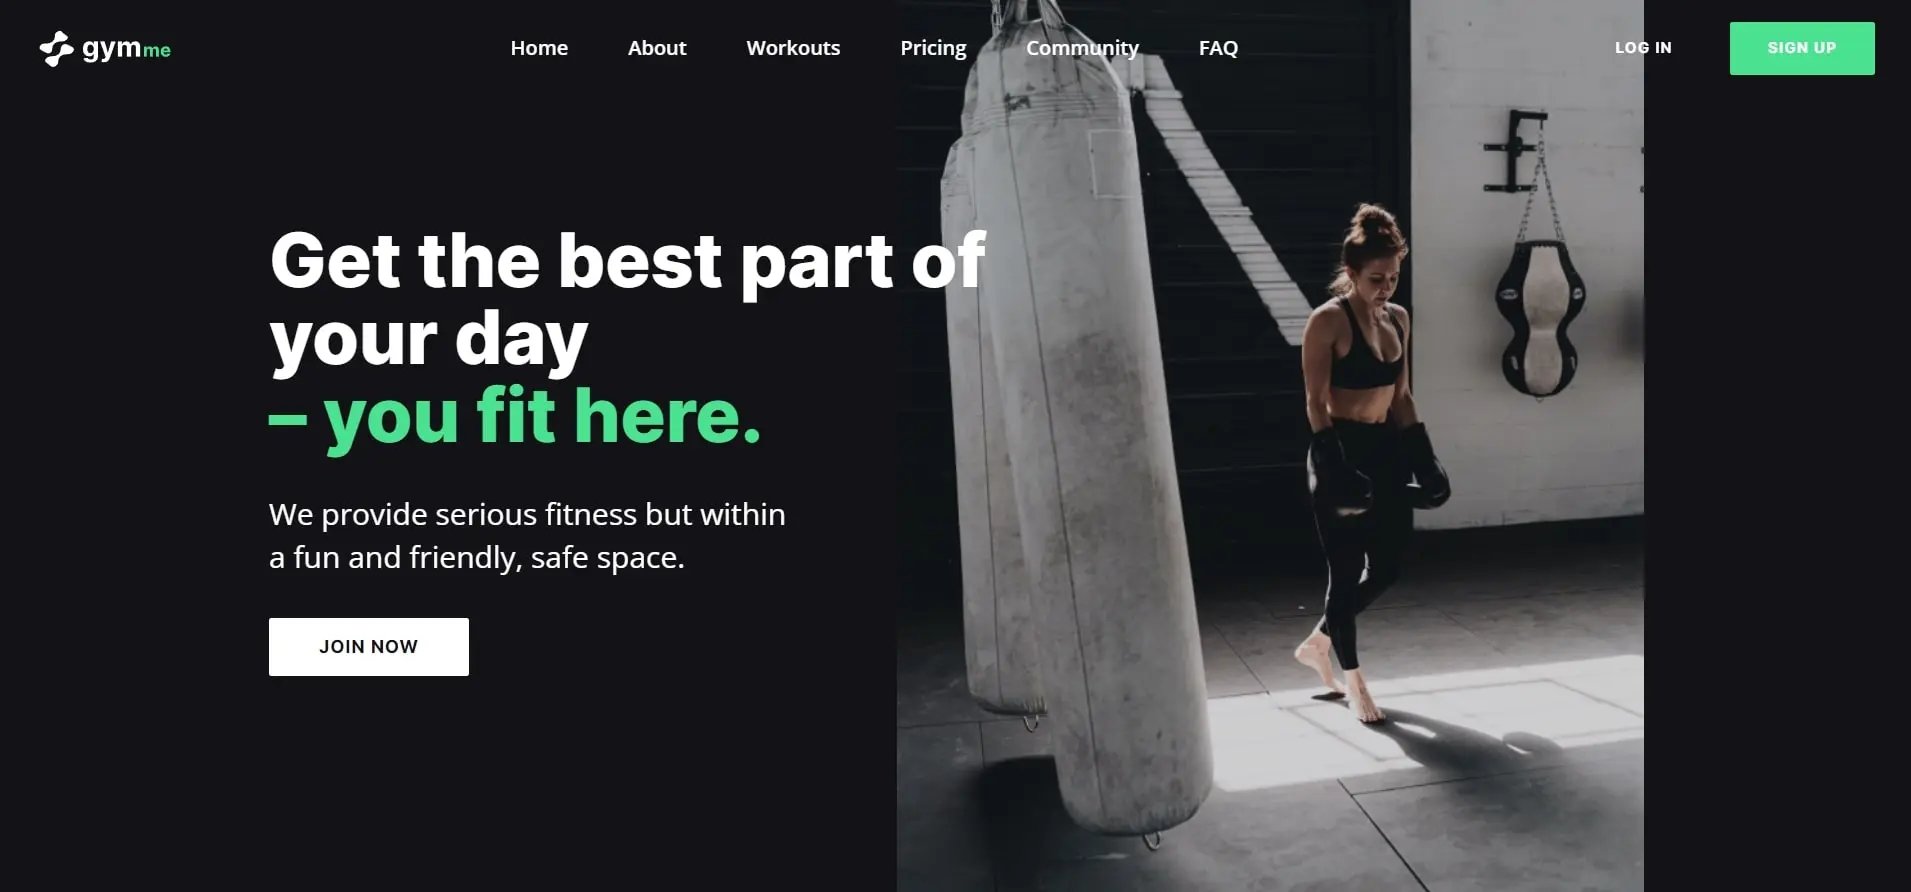 gymme
Home About Workouts Pricing Community FAQ
LOG IN
SIGN UP
Get the best part of
your day
– you fit here.
We provide serious fitness but within
a fun and friendly, safe space.
JOIN NOW